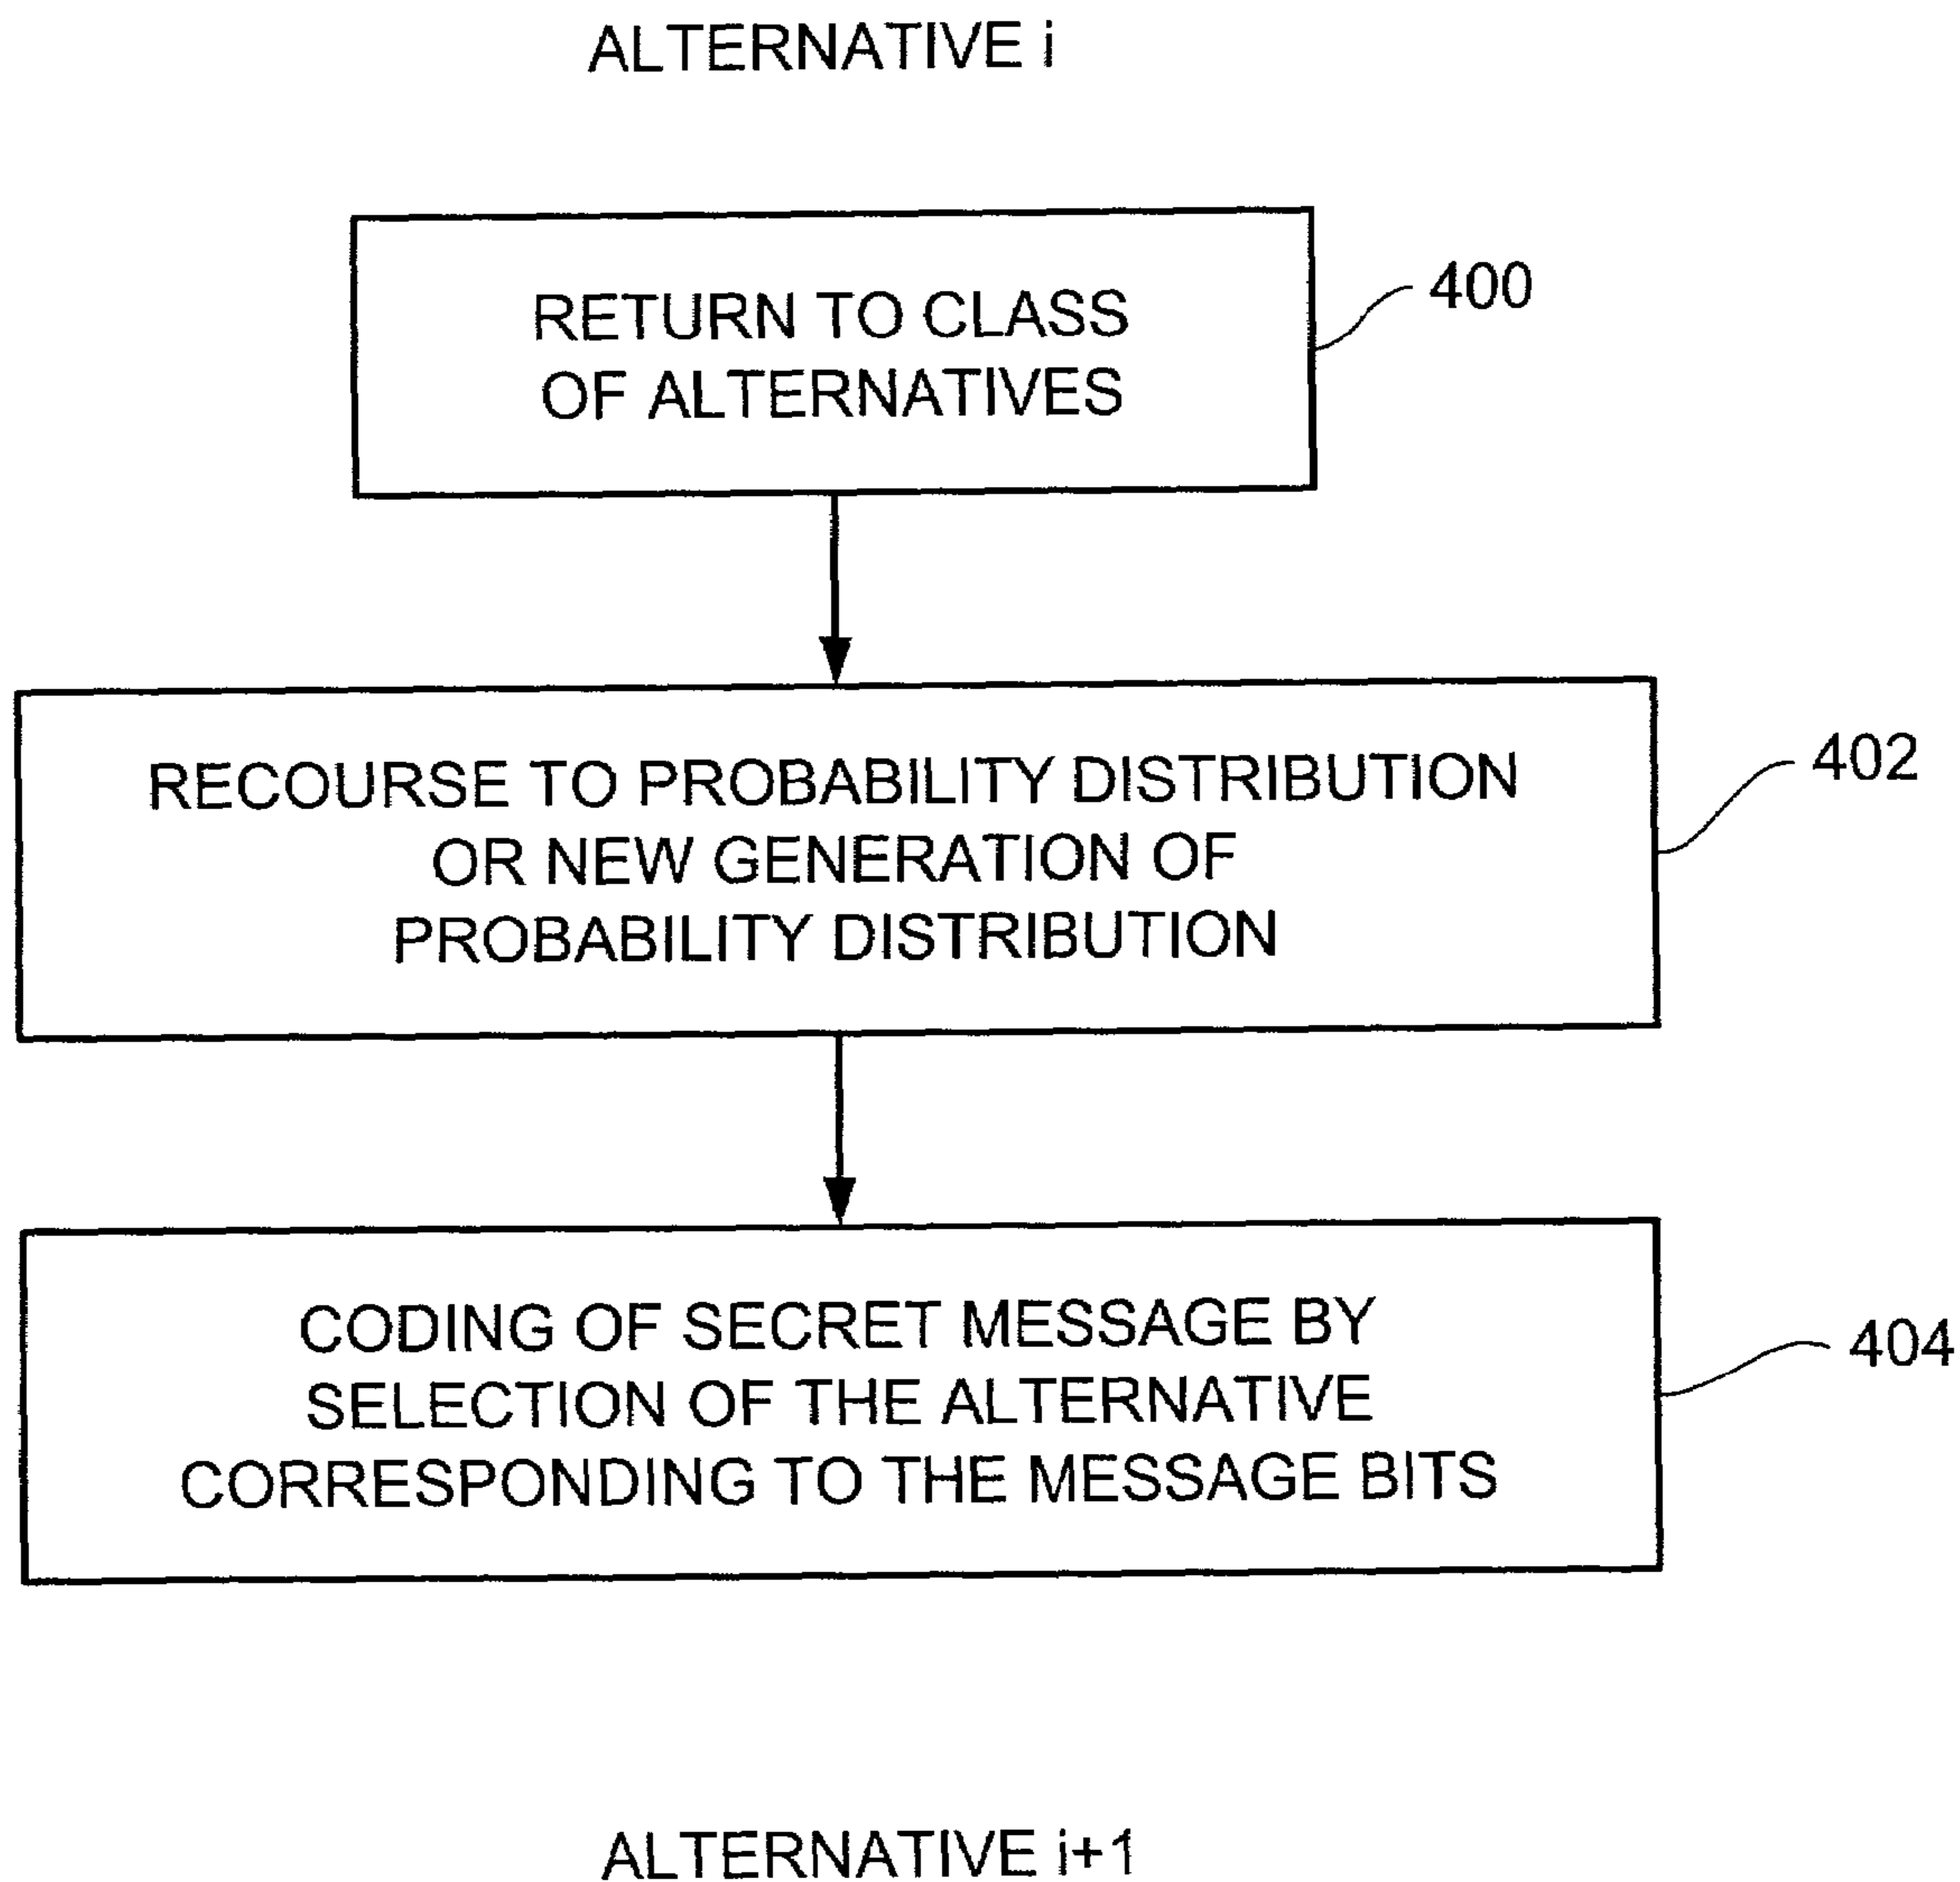 ALTERNATIVE i
RETURN TO CLASS
OF ALTERNATIVES
400
RECOURSE TO PROBABILITY DISTRIBUTION
OR NEW GENERATION OF
PROBABILITY DISTRIBUTION
402
CODING OF SECRET MESSAGE BY
SELECTION OF THE ALTERNATIVE
CORRESPONDING TO THE MESSAGE BITS
404
ALTERNATIVE i+1